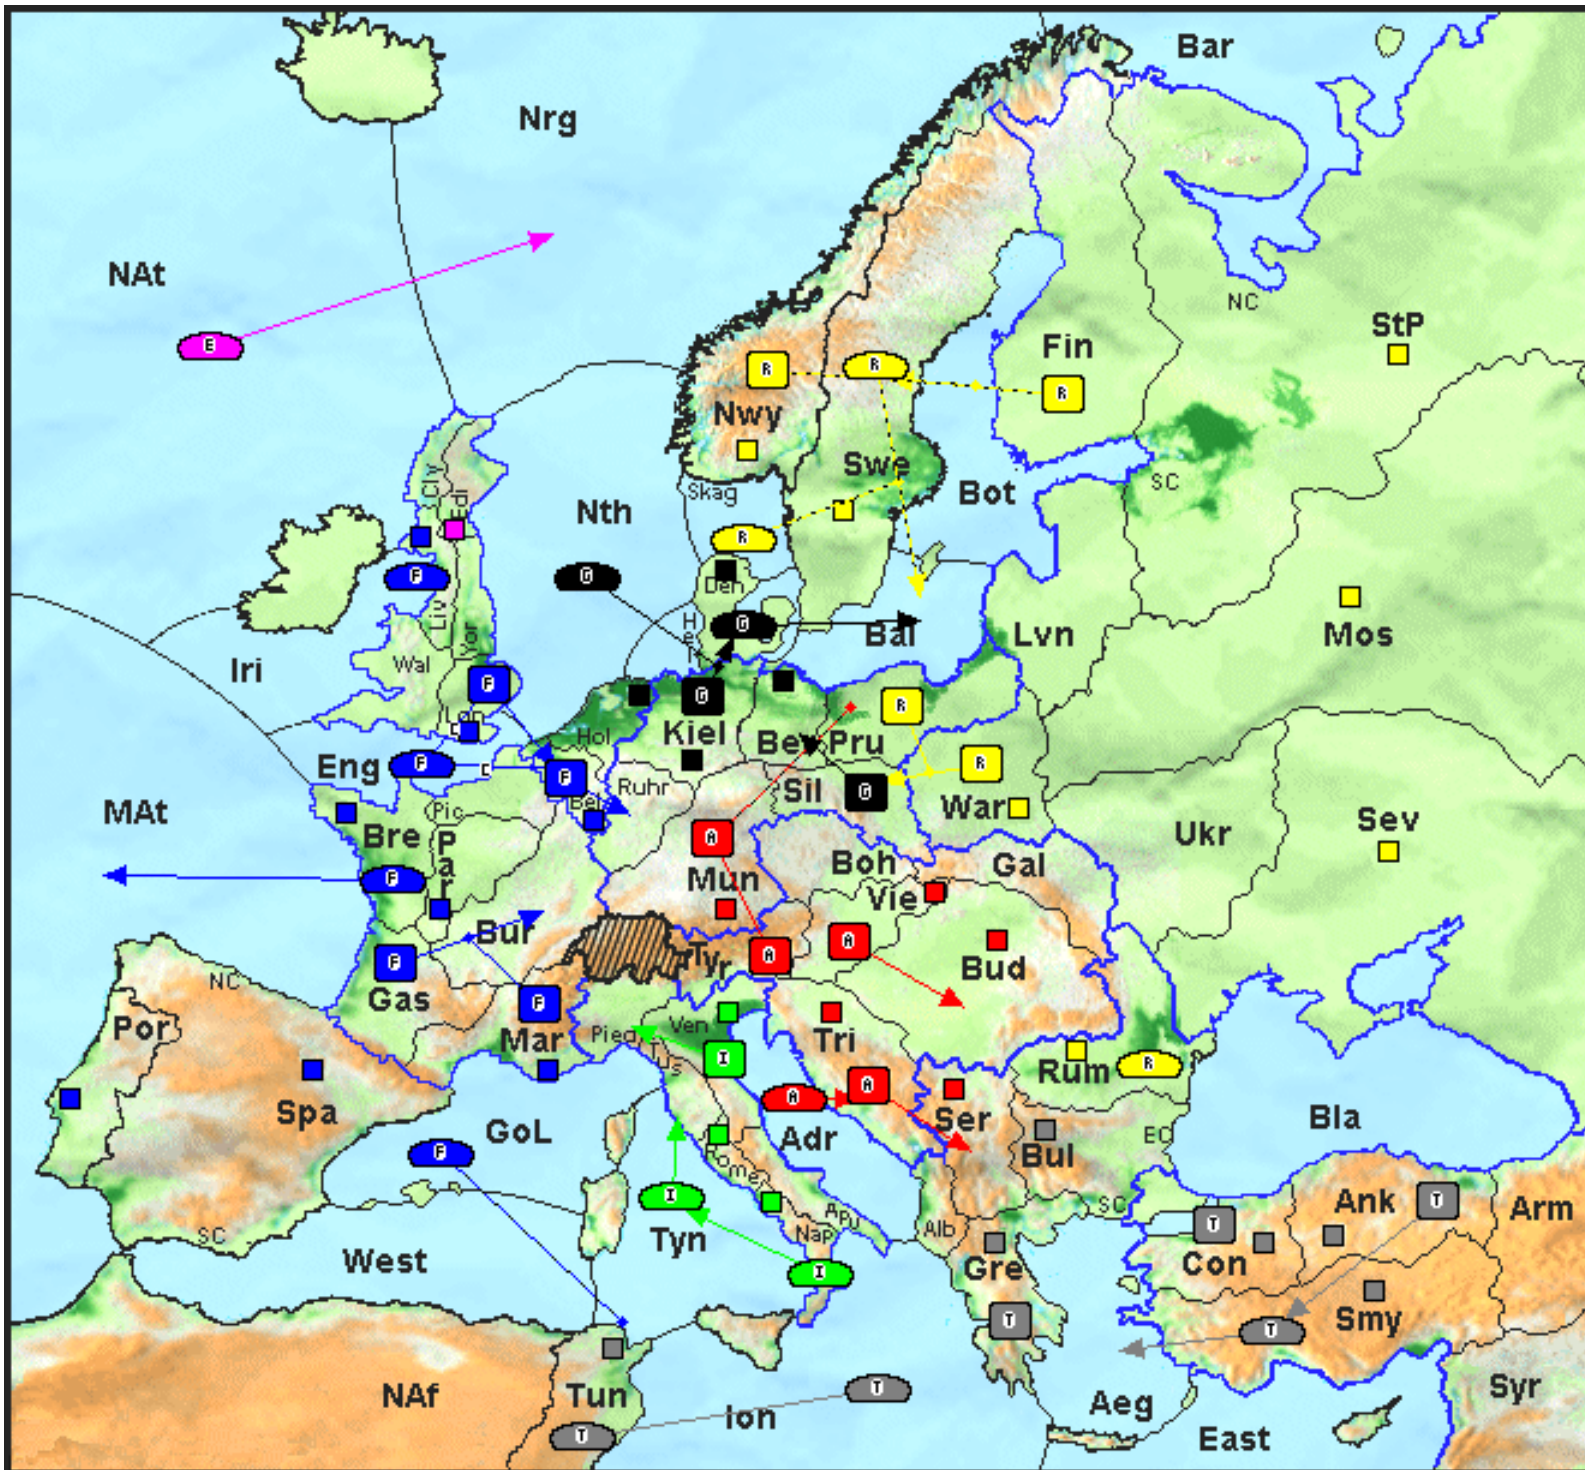 Bar
Nrg
NAt
NC
StP
Fin
Nwy
Swe
Bot
SC
Skag
Nth
Cly
Edi
Den
Hel
Bal
Lvn
Mos
Liv
Yor
Wal
Iri
Lon
Kiel
Ber
Pru
Hol
Eng
Ruhr
Sil
War
Bel
MAt
Pic
Bre
Par
Ukr
Sev
Boh
Gal
Mun
Vie
Bur
Tyr
Bud
NC
Gas
Por
Mar
Pied
Ven
Tri
Tus
Rum
Spa
GoL
Adr
Ser
Bul
EC
Bla
Rome
SC
Ank
Arm
West
Tyn
Apu
Nap
Alb
SC
Gre
Con
Smy
NAf
Tun
Ion
Aeg
East
Syr
E
R
R
R
F
G
R
G
F
G
R
F
F
R
G
A
F
A
A
F
F
I
R
A
A
F
I
T
T
I
T
T
T
T
C
C